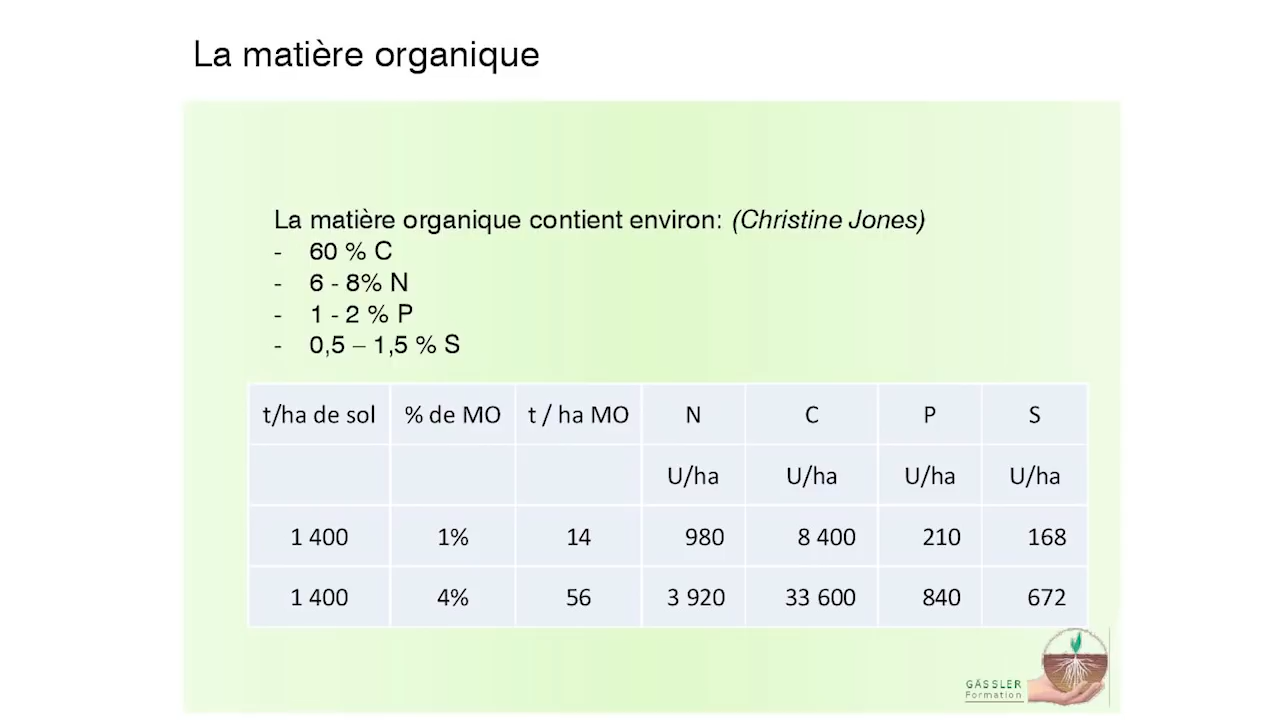 La matière organique
La matière organique contient environ: (Christine Jones)
- 60 % C
- 6 - 8% N
- 1 - 2 % P
- 0,5 – 1,5 % S
t/ha de sol % de MO t / ha MO N C P S
U/ha U/ha U/ha U/ha
1 400 1% 14 980 8 400 210 168
1 400 4% 56 3 920 33 600 840 672
GÄSSLER
Formation